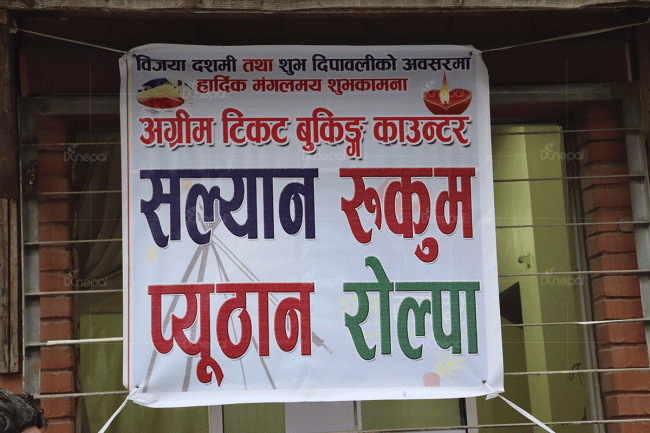 विजया दशमी तथा शुभ दिपावलीको अवसरमा
हार्दिक मंगलमय शुभकामना
अग्रीम टिकट बुकिङ्ग काउन्टर
सल्यान रुकुम
प्यूठान रोल्पा